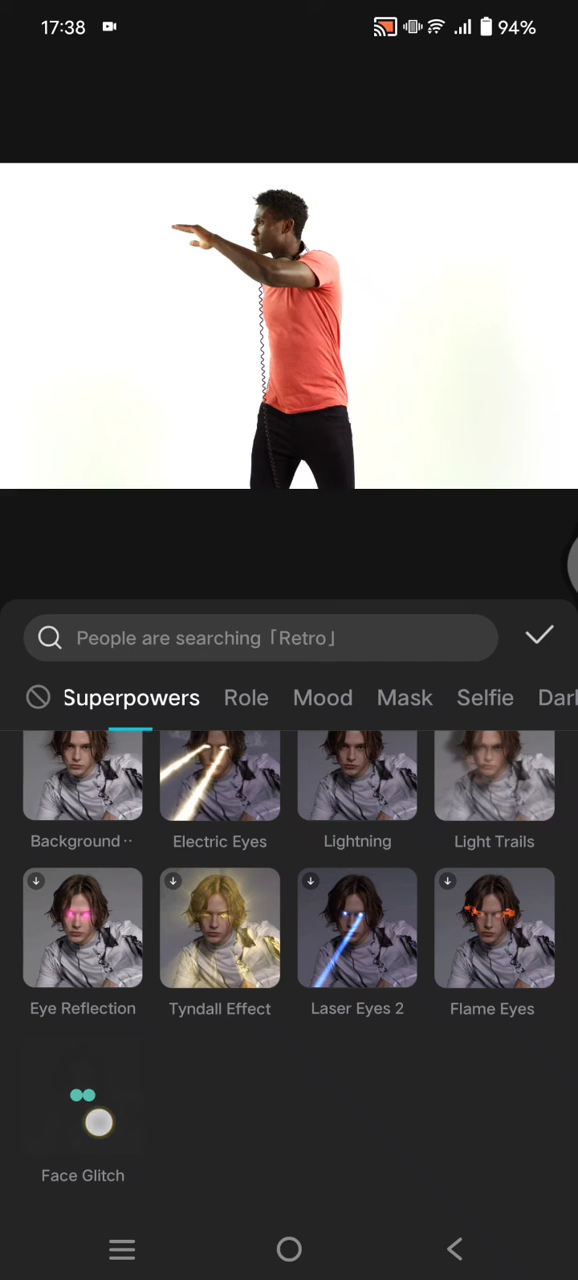 17:38
94%
People are searching「Retro」
Superpowers Role Mood Mask Selfie Dar
Background ··
Electric Eyes
Lightning
Light Trails
Eye Reflection
Tyndall Effect
Laser Eyes 2
Flame Eyes
Face Glitch